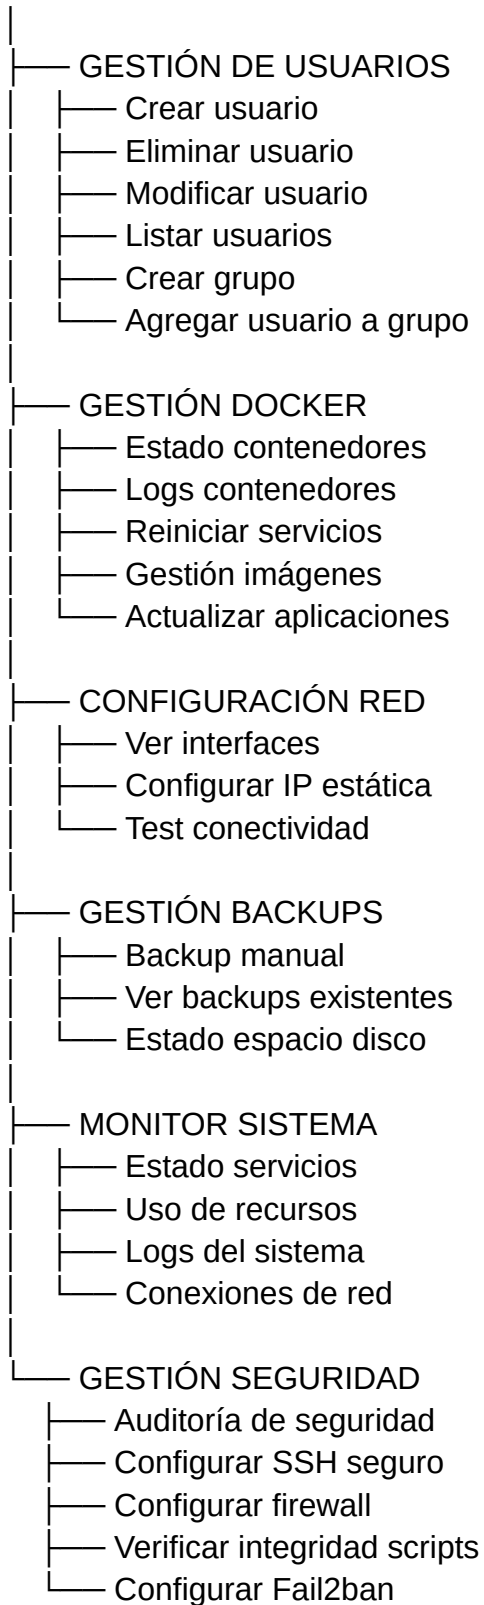 GESTIÓN DE USUARIOS
Crear usuario
Eliminar usuario
Modificar usuario
Listar usuarios
Crear grupo
Agregar usuario a grupo
GESTIÓN DOCKER
Estado contenedores
Logs contenedores
Reiniciar servicios
Gestión imágenes
Actualizar aplicaciones
CONFIGURACIÓN RED
Ver interfaces
Configurar IP estática
Test conectividad
GESTIÓN BACKUPS
Backup manual
Ver backups existentes
Estado espacio disco
MONITOR SISTEMA
Estado servicios
Uso de recursos
Logs del sistema
Conexiones de red
GESTIÓN SEGURIDAD
Auditoría de seguridad
Configurar SSH seguro
Configurar firewall
Verificar integridad scripts
Configurar Fail2ban